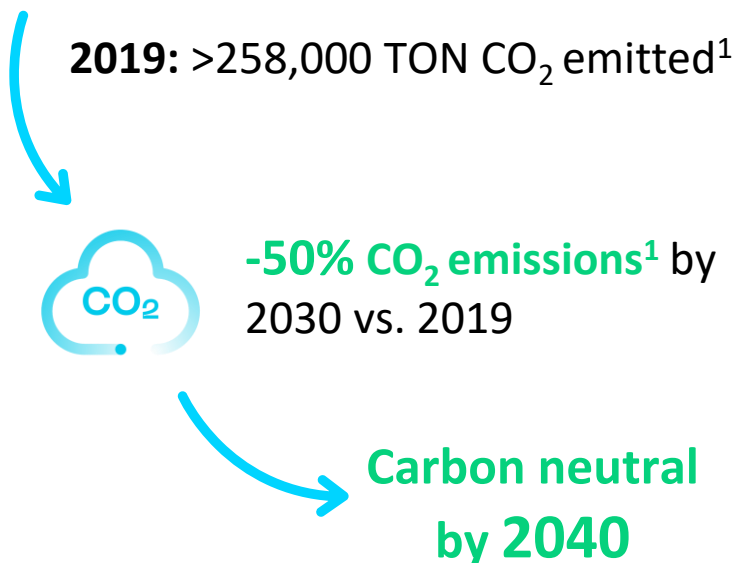 2019: >258,000 TON CO₂ emitted¹
-50% CO₂ emissions¹ by
CO₂
2030 vs. 2019
Carbon neutral
by 2040